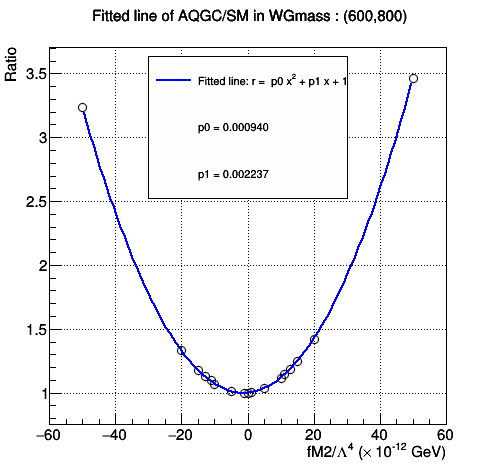 Fitted line of AQGC/SM in WGmass : (600,800)
Ratio
Fitted line: r = p0 x² + p1 x + 1
p0 = 0.000940
p1 = 0.002237
3.5
3
2.5
2
1.5
1
−60 −40 −20 0 20 40 60
fM2/Λ⁴ (× 10⁻¹² GeV)